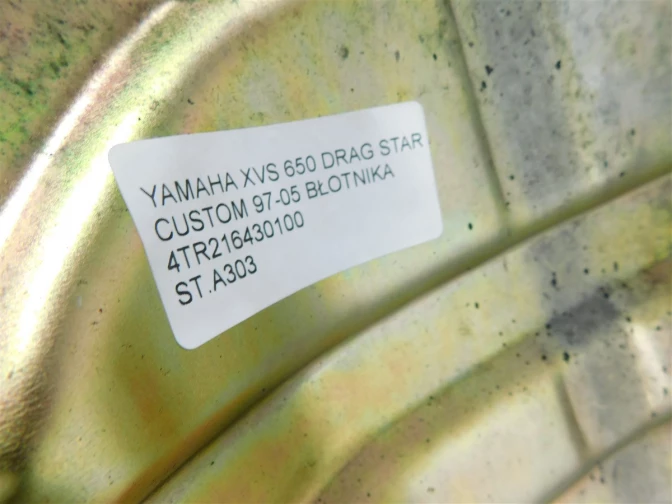 YAMAHA XVS 650 DRAG STAR
CUSTOM 97-05 BŁOTNIKA
4TR216430100
ST.A303